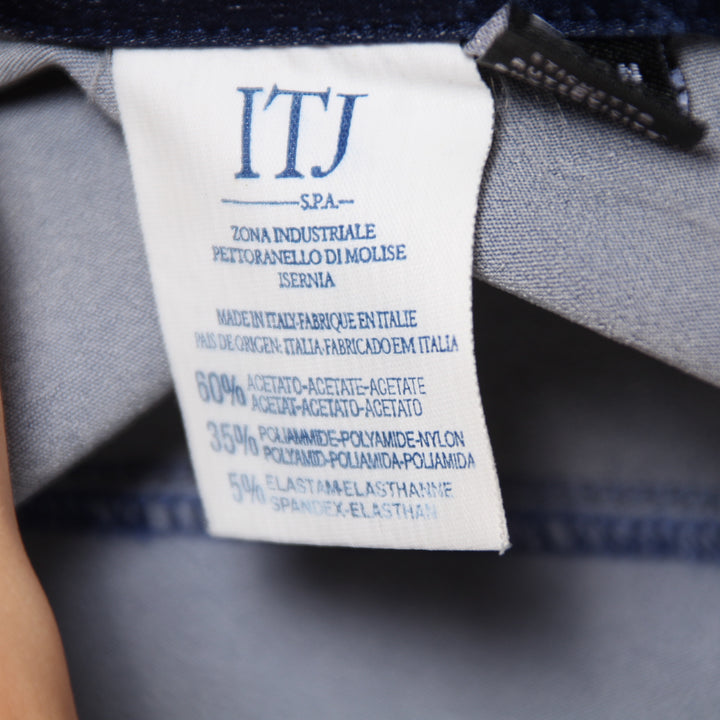 ITJ
S.P.A.
ZONA INDUSTRIALE
PETTORANELLO DI MOLISE
ISERNIA
MADE IN ITALY-FABRIQUE EN ITALIE
PAIS DE ORIGEN: ITALIA-FABRICADO EM ITALIA
60% ACETATO-ACETATE-ACETATE
ACETAT-ACETATO-ACETATO
35% POLIAMMIDE-POLYAMIDE-NYLON
POLYAMID-POLIAMIDA-POLIAMIDA
5% ELASTAM-ELASTHANNE
SPANDEX-ELASTHAN